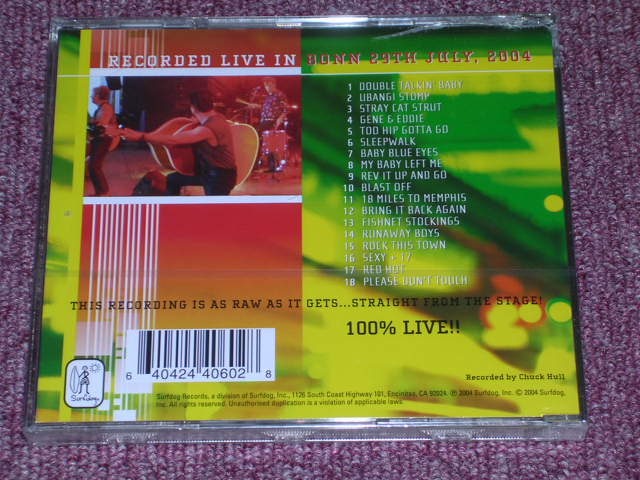 RECORDED LIVE IN BONN 29TH JULY, 2004
1 DOUBLE TALKIN' BABY
2 UBANGI STOMP
3 STRAY CAT STRUT
4 GENE & EDDIE
5 TOO HIP GOTTA GO
6 SLEEPWALK
7 BABY BLUE EYES
8 MY BABY LEFT ME
9 REV IT UP AND GO
10 BLAST OFF
11 18 MILES TO MEMPHIS
12 BRING IT BACK AGAIN
13 FISHNET STOCKINGS
14 RUNAWAY BOYS
15 ROCK THIS TOWN
16 SEXY + 17
17 RED HOT
18 PLEASE DON'T TOUCH
THIS RECORDING IS AS RAW AS IT GETS...STRAIGHT FROM THE STAGE!
100% LIVE!!
6 40424 40602 8
Recorded by Chuck Hull
Surfdog
Surfdog Records, a division of Surfdog, Inc., 1126 South Coast Highway 101, Encinitas, CA 92024. ℗ 2004 Surfdog, Inc. © 2004 Surfdog,
Inc. All rights reserved. Unauthorised duplication is a violation of applicable laws.